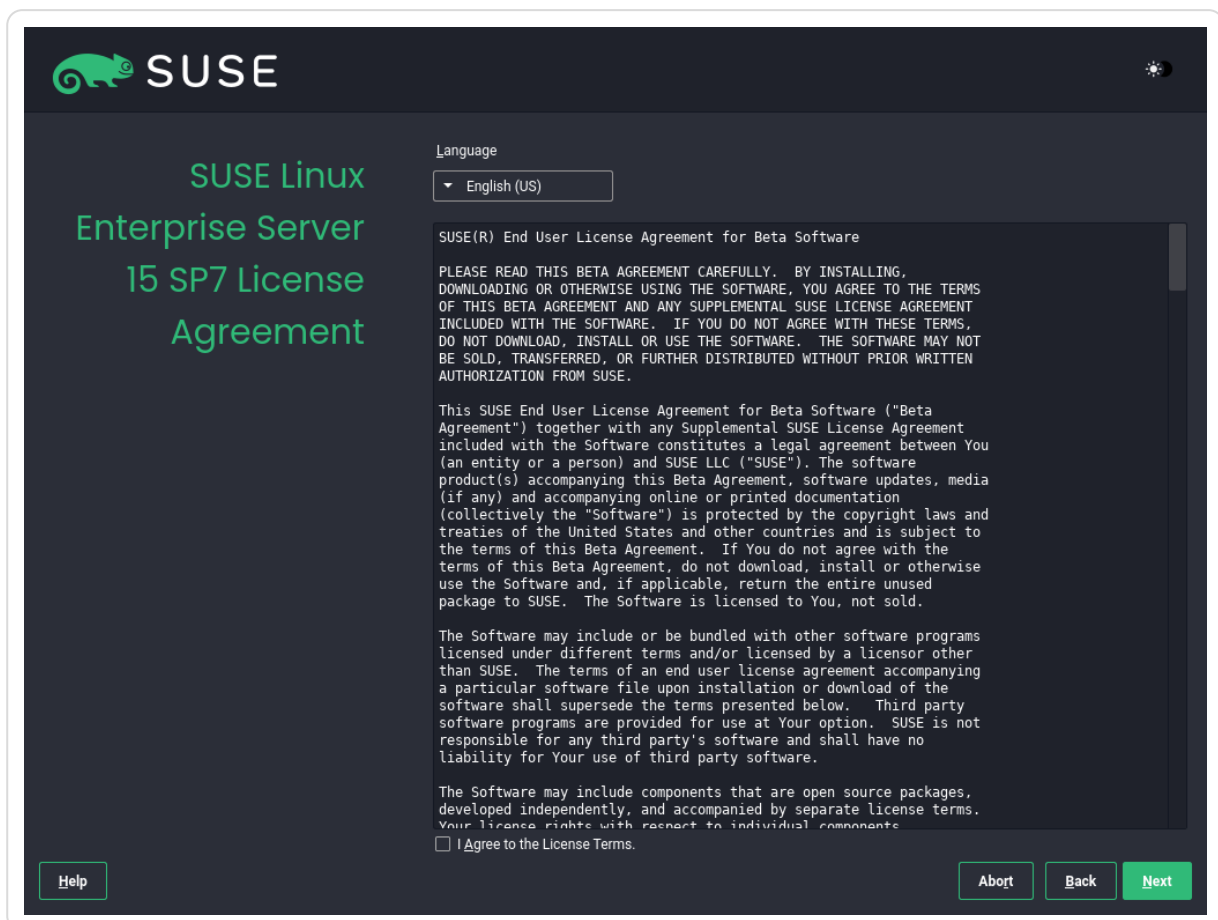 SUSE
SUSE Linux
Enterprise Server
15 SP7 License
Agreement
Language
English (US)
SUSE(R) End User License Agreement for Beta Software
PLEASE READ THIS BETA AGREEMENT CAREFULLY.  BY INSTALLING,
DOWNLOADING OR OTHERWISE USING THE SOFTWARE, YOU AGREE TO THE TERMS
OF THIS BETA AGREEMENT AND ANY SUPPLEMENTAL SUSE LICENSE AGREEMENT
INCLUDED WITH THE SOFTWARE.  IF YOU DO NOT AGREE WITH THESE TERMS,
DO NOT DOWNLOAD, INSTALL OR USE THE SOFTWARE.  THE SOFTWARE MAY NOT
BE SOLD, TRANSFERRED, OR FURTHER DISTRIBUTED WITHOUT PRIOR WRITTEN
AUTHORIZATION FROM SUSE.
This SUSE End User License Agreement for Beta Software ("Beta
Agreement") together with any Supplemental SUSE License Agreement
included with the Software constitutes a legal agreement between You
(an entity or a person) and SUSE LLC ("SUSE"). The software
product(s) accompanying this Beta Agreement, software updates, media
(if any) and accompanying online or printed documentation
(collectively the "Software") is protected by the copyright laws and
treaties of the United States and other countries and is subject to
the terms of this Beta Agreement.  If You do not agree with the
terms of this Beta Agreement, do not download, install or otherwise
use the Software and, if applicable, return the entire unused
package to SUSE.  The Software is licensed to You, not sold.
The Software may include or be bundled with other software programs
licensed under different terms and/or licensed by a licensor other
than SUSE.  The terms of an end user license agreement accompanying
a particular software file upon installation or download of the
software shall supersede the terms presented below.   Third party
software programs are provided for use at Your option.  SUSE is not
responsible for any third party's software and shall have no
liability for Your use of third party software.
The Software may include components that are open source packages,
developed independently, and accompanied by separate license terms.
Your license rights with respect to individual components
I Agree to the License Terms.
Help
Abort
Back
Next